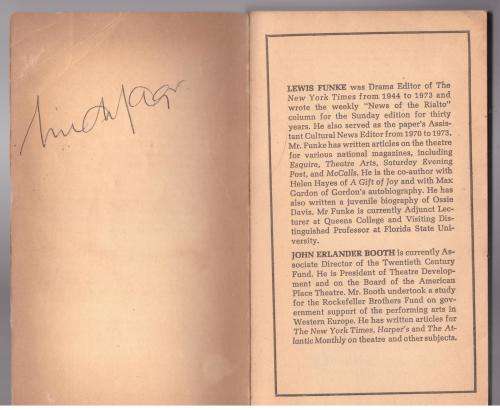 LEWIS FUNKE was Drama Editor of The
New York Times from 1944 to 1973 and
wrote the weekly "News of the Rialto"
column for the Sunday edition for thirty
years. He also served as the paper's Assis-
tant Cultural News Editor from 1970 to 1973.
Mr. Funke has written articles on the theatre
for various national magazines, including
Esquire, Theatre Arts, Saturday Evening
Post, and McCalls. He is the co-author with
Helen Hayes of A Gift of Joy and with Max
Gordon of Gordon's autobiography. He has
also written a juvenile biography of Ossie
Davis. Mr. Funke is currently Adjunct Lec-
turer at Queens College and Visiting Dis-
tinguished Professor at Florida State Uni-
versity.
JOHN ERLANDER BOOTH is currently As-
sociate Director of the Twentieth Century
Fund. He is President of Theatre Develop-
ment and on the Board of the American
Place Theatre. Mr. Booth undertook a study
for the Rockefeller Brothers Fund on gov-
ernment support of the performing arts in
Western Europe. He has written articles for
The New York Times, Harper's and The At-
lantic Monthly on theatre and other subjects.